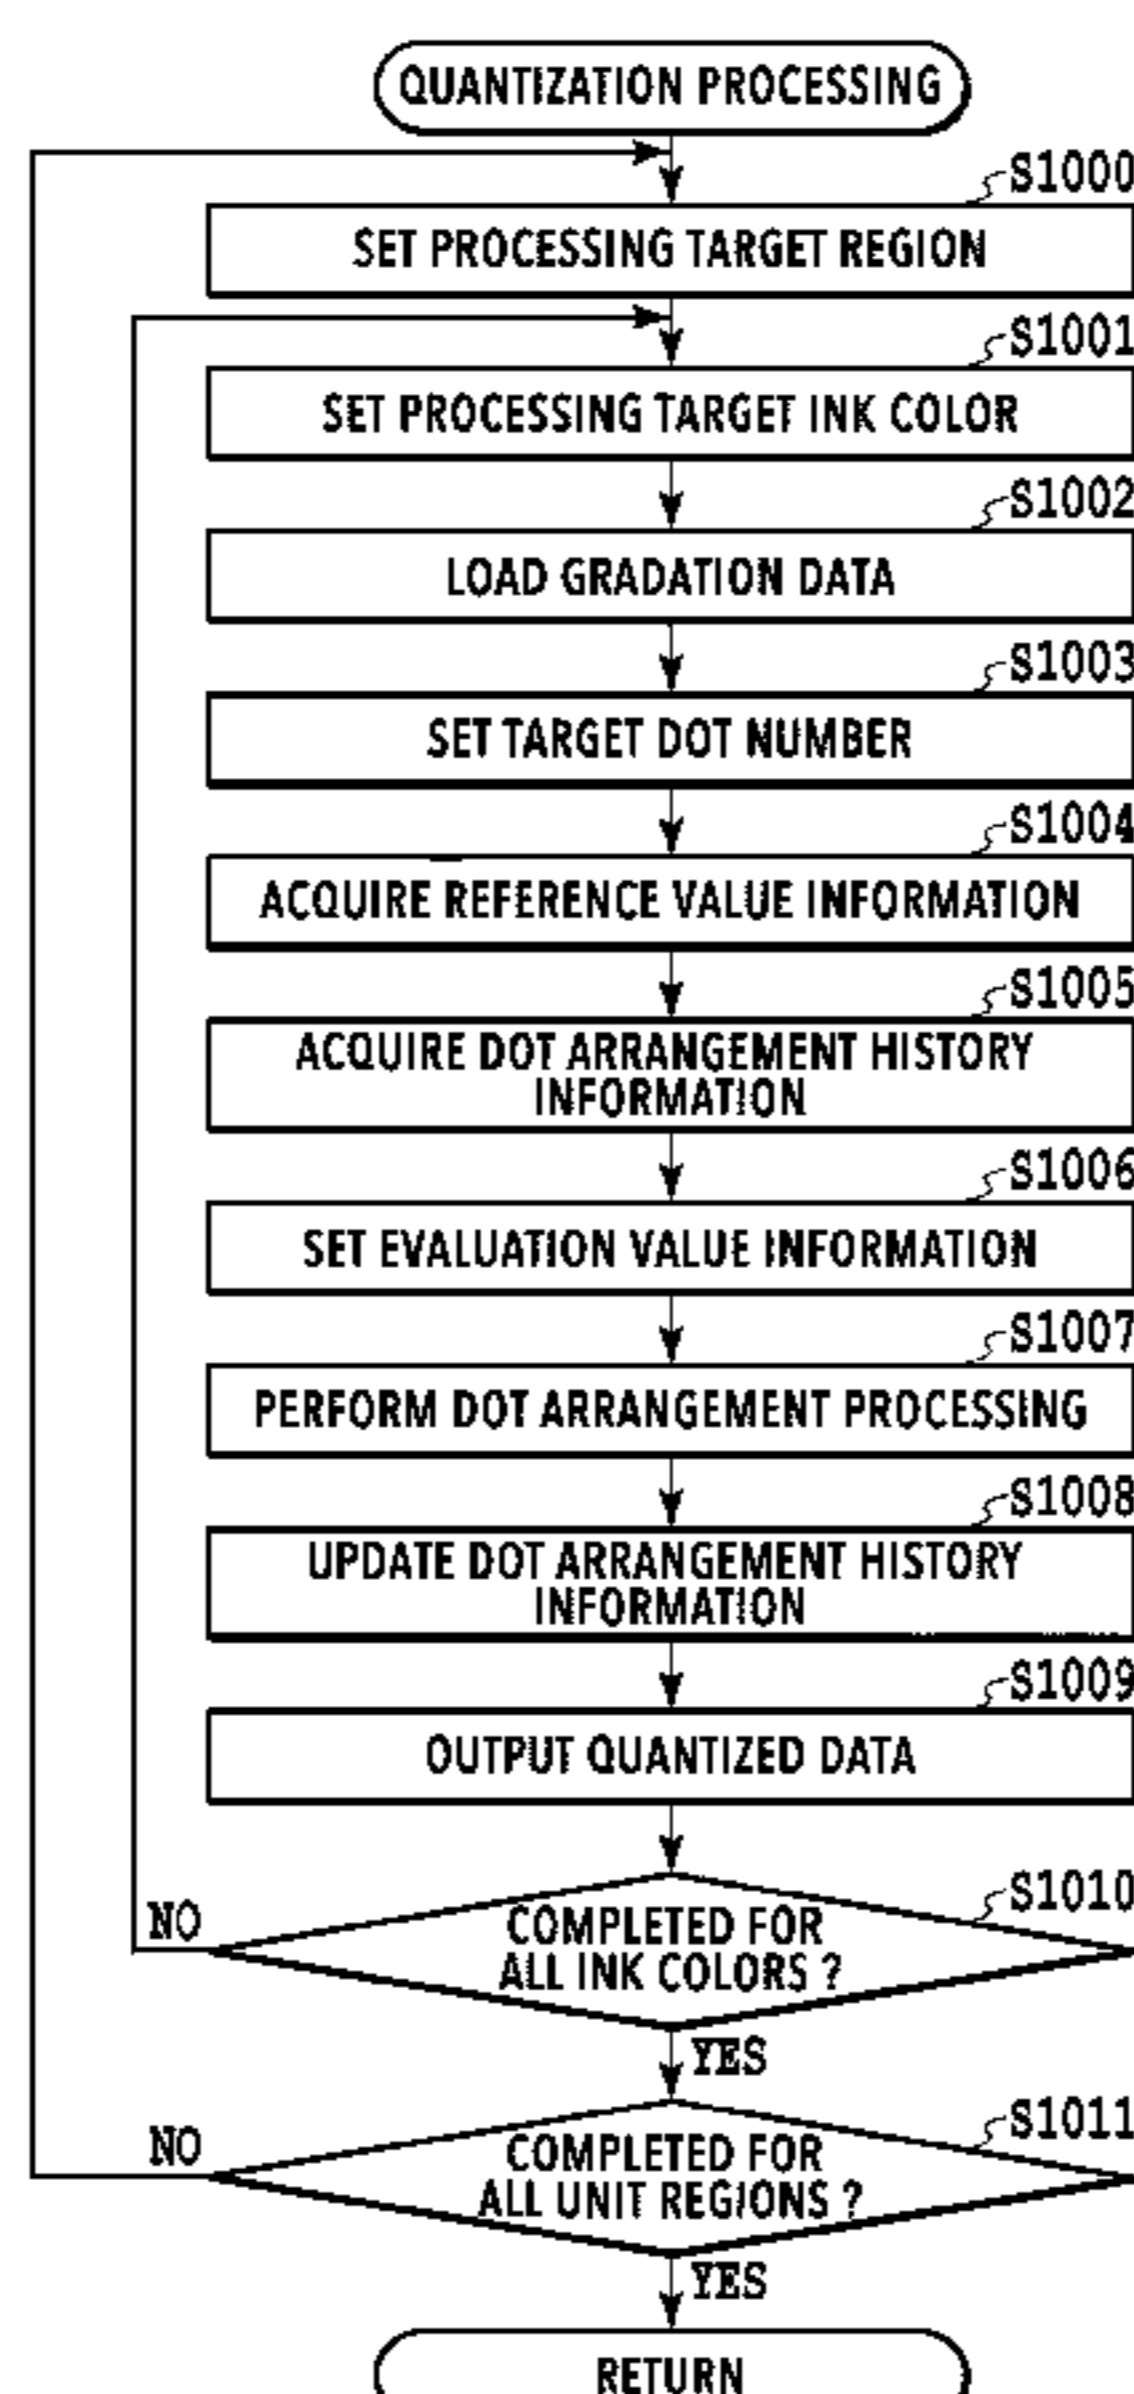 QUANTIZATION PROCESSING
S1000
SET PROCESSING TARGET REGION
S1001
SET PROCESSING TARGET INK COLOR
S1002
LOAD GRADATION DATA
S1003
SET TARGET DOT NUMBER
S1004
ACQUIRE REFERENCE VALUE INFORMATION
S1005
ACQUIRE DOT ARRANGEMENT HISTORY
INFORMATION
S1006
SET EVALUATION VALUE INFORMATION
S1007
PERFORM DOT ARRANGEMENT PROCESSING
S1008
UPDATE DOT ARRANGEMENT HISTORY
INFORMATION
S1009
OUTPUT QUANTIZED DATA
S1010
NO
COMPLETED FOR
ALL INK COLORS ?
YES
S1011
NO
COMPLETED FOR
ALL UNIT REGIONS ?
YES
RETURN